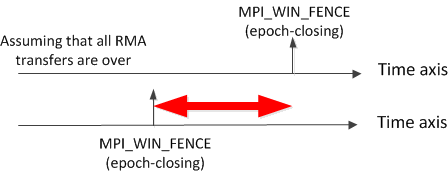 MPI_WIN_FENCE
(epoch-closing)
Assuming that all RMA
transfers are over
Time axis
Time axis
MPI_WIN_FENCE
(epoch-closing)